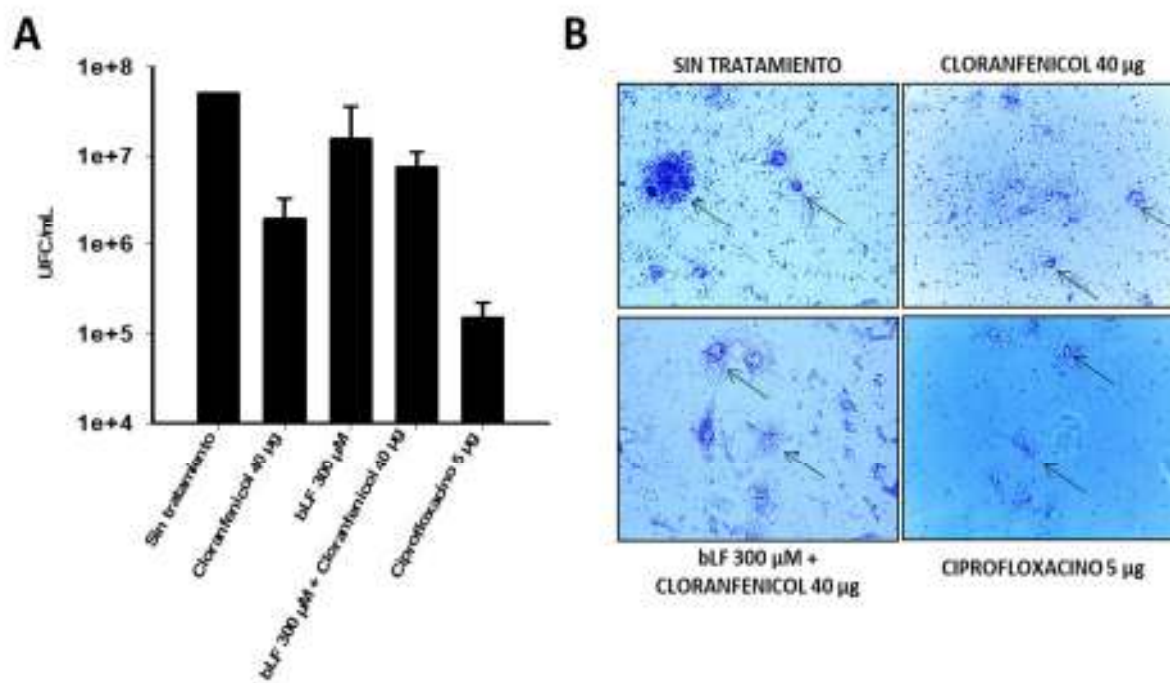 A
1e+8
1e+7
1e+6
1e+5
1e+4
UFC/mL
Sin tratamiento
Cloranfenicol 40 µg
bLF 300 µM
bLF 300 µM + Cloranfenicol 40 µg
Ciprofloxacino 5 µg
B
SIN TRATAMIENTO
CLORANFENICOL 40 µg
bLF 300 µM +
CLORANFENICOL 40 µg
CIPROFLOXACINO 5 µg